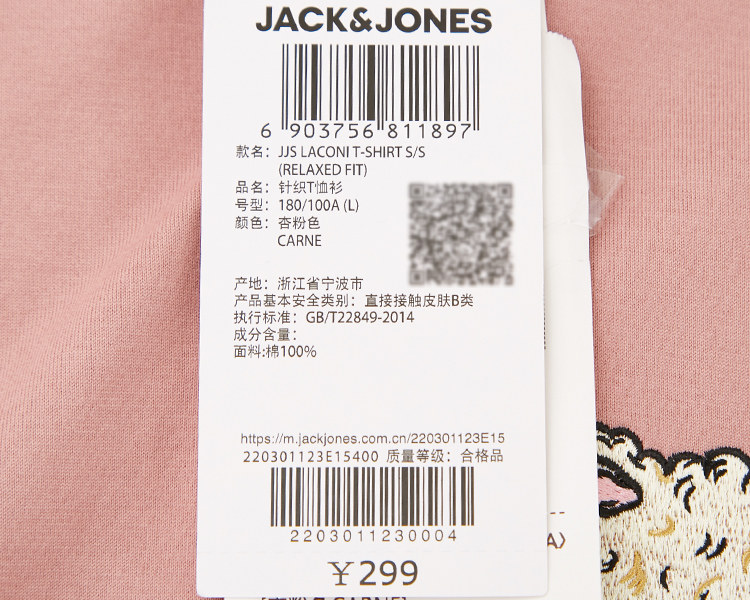 JACK&JONES
6 903756 811897
款名: JJS LACONI T-SHIRT S/S
(RELAXED FIT)
品名: 针织T恤衫
号型: 180/100A (L)
颜色: 杏粉色
CARNE
产地: 浙江省宁波市
产品基本安全类别: 直接接触皮肤B类
执行标准: GB/T22849-2014
成分含量:
面料:棉100%
https://m.jackjones.com.cn/220301123E15
220301123E15400 质量等级: 合格品
2203011230004
¥299
A)